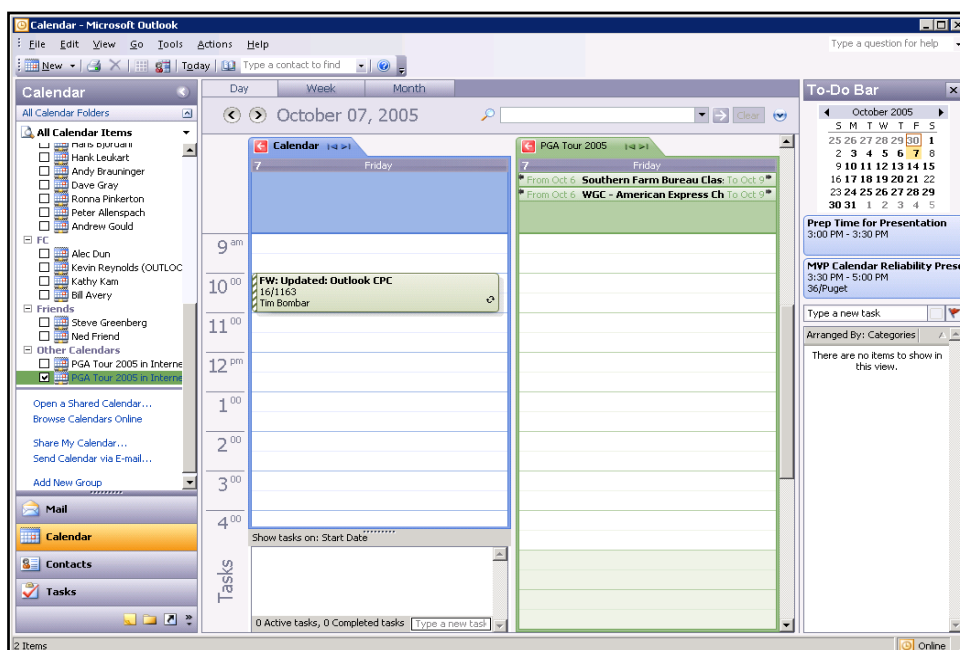 Calendar - Microsoft Outlook
File Edit View Go Tools Actions Help
Type a question for help
New Today Type a contact to find
Calendar
All Calendar Folders
All Calendar Items
Hans Bjordahl
Hank Leukart
Andy Brauninger
Dave Gray
Ronna Pinkerton
Peter Allenspach
Andrew Gould
FC
Alec Dun
Kevin Reynolds (OUTLOC
Kathy Kam
Bill Avery
Friends
Steve Greenberg
Ned Friend
Other Calendars
PGA Tour 2005 in Interne
PGA Tour 2005 in Interne
Open a Shared Calendar...
Browse Calendars Online
Share My Calendar...
Send Calendar via E-mail...
Add New Group
Mail
Calendar
Contacts
Tasks
2 Items
Day Week Month
October 07, 2005
Clear
Calendar
7 Friday
9 am
10 00
11 00
12 pm
1 00
2 00
3 00
4 00
FW: Updated: Outlook CPC
16/1163
Tim Bombar
PGA Tour 2005
7 Friday
From Oct 6 Southern Farm Bureau Clas: To Oct 9
From Oct 6 WGC - American Express Ch To Oct 9
Show tasks on: Start Date
Tasks
0 Active tasks, 0 Completed tasks Type a new task
To-Do Bar
October 2005
S M T W T F S
25 26 27 28 29 30 1
2 3 4 5 6 7 8
9 10 11 12 13 14 15
16 17 18 19 20 21 22
23 24 25 26 27 28 29
30 31 1 2 3 4 5
Prep Time for Presentation
3:00 PM - 3:30 PM
MVP Calendar Reliability Prese
3:30 PM - 5:00 PM
36/Puget
Type a new task
Arranged By: Categories
There are no items to show in
this view.
Online